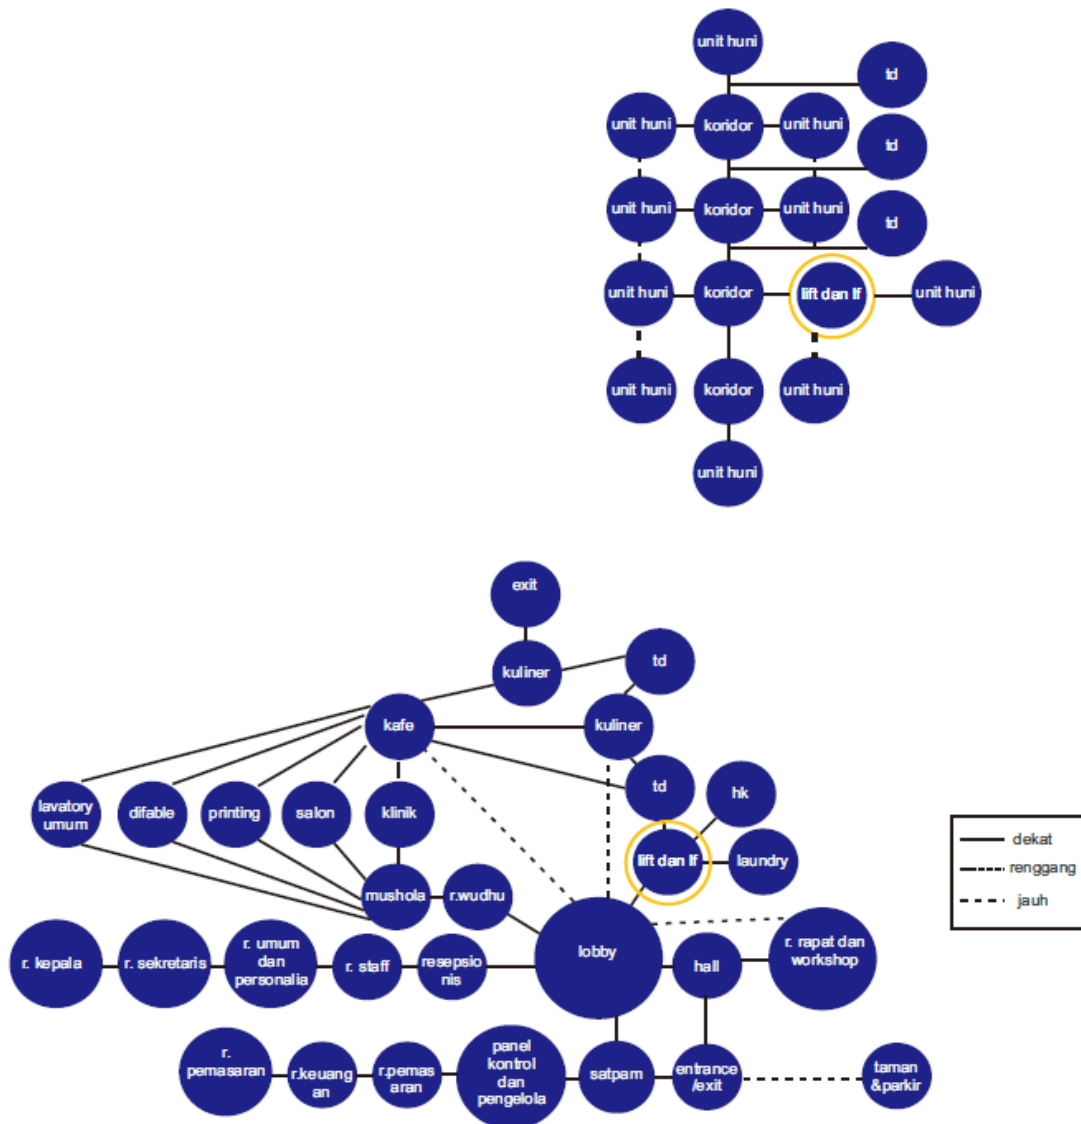 unit huni
td
unit huni
koridor
unit huni
td
unit huni
koridor
unit huni
td
unit huni
koridor
lift dan lf
unit huni
unit huni
koridor
unit huni
unit huni
exit
kuliner
td
kafe
kuliner
td
hk
lavatory
umum
difable
printing
salon
klinik
lift dan lf
laundry
mushola
r.wudhu
lobby
r. kepala
r. sekretaris
r. umum
dan
personalia
r. staff
resepsio
nis
hall
r. rapat dan
workshop
r.
pemasaran
r.keuang
an
r.pemas
aran
panel
kontrol
dan
pengelola
satpam
entrance
/exit
taman
&parkir
dekat
renggang
jauh